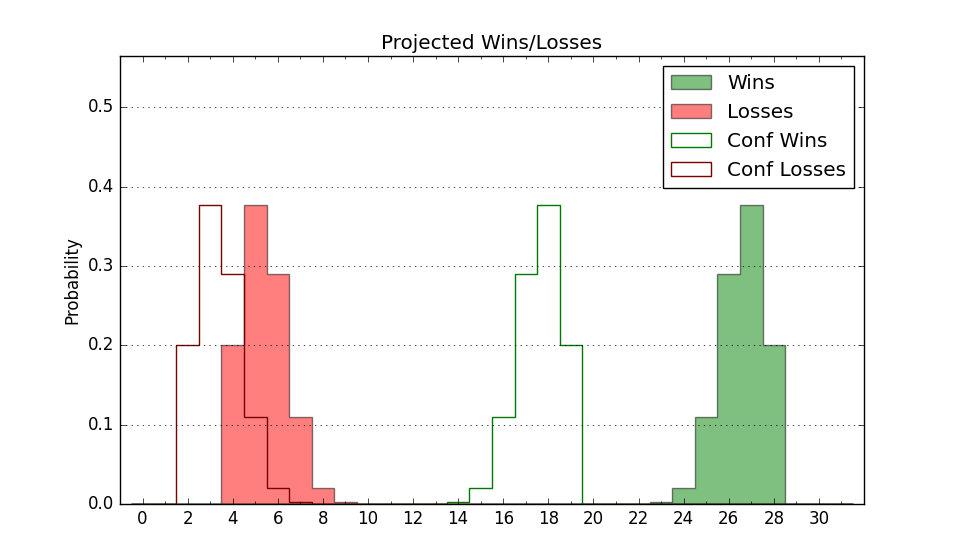 Projected Wins/Losses
Wins
Losses
Conf Wins
Conf Losses
Probability
0.5
0.4
0.3
0.2
0.1
0.0
0 2 4 6 8 10 12 14 16 18 20 22 24 26 28 30